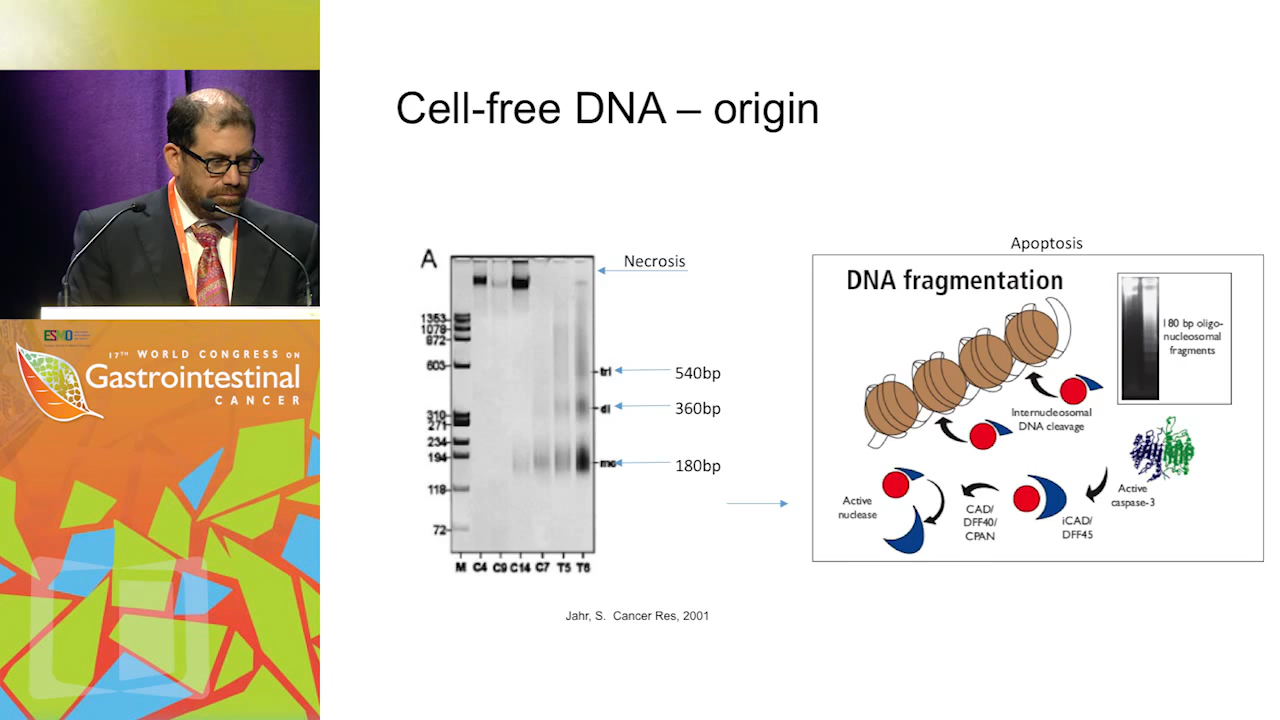 Cell-free DNA – origin
ESMO
17TH WORLD CONGRESS ON
Gastrointestinal
CANCER
A
Necrosis
1353
1078
872
603
310
271
234
194
118
72
tri
di
540bp
360bp
180bp
M C4 C9 C14 C7 T5 T6
Jahr, S. Cancer Res, 2001
Apoptosis
DNA fragmentation
180 bp oligo-
nucleosomal
fragments
Internucleosomal
DNA cleavage
Active
nuclease
CAD/
DFF40/
CPAN
iCAD/
DFF45
Active
caspase-3